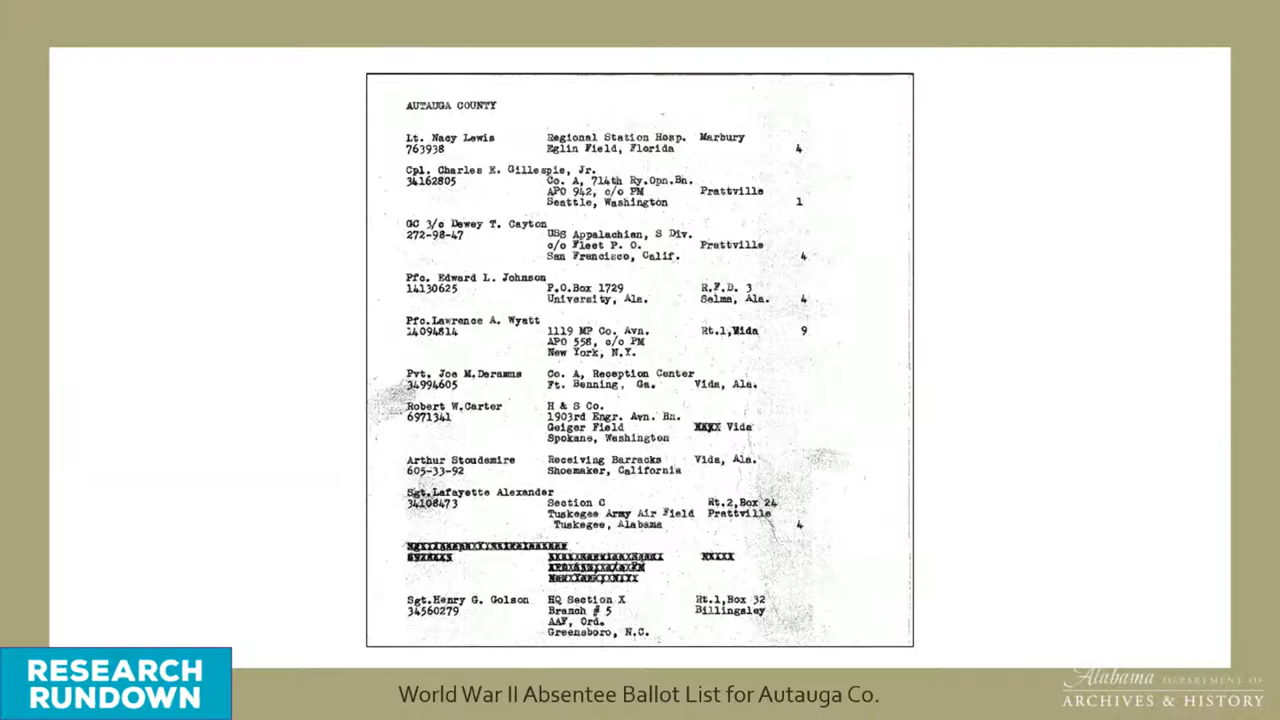 AUTAUGA COUNTY
Lt. Nacy Lewis Regional Station Hosp. Marbury
763938 Eglin Field, Florida 4
Cpl. Charles E. Gillespie, Jr.
34162805 Co. A, 714th Ry.Opn.Bn.
APO 942, c/o PM Prattville
Seattle, Washington 1
GC 3/c Dewey T. Cayton
272-98-47 USS Appalachian, S Div.
c/o Fleet P. O. Prattville
San Francisco, Calif. 4
Pfc. Edward L. Johnson
14130625 P.O.Box 1729 R.F.D. 3
University, Ala. Selma, Ala. 4
Pfc.Lawrence A. Wyatt
14094814 1119 MP Co. Avn. Rt.1,Vida 9
APO 558, c/o PM
New York, N.Y.
Pvt. Joe M.Deramus Co. A, Reception Center
34994605 Ft. Benning, Ga. Vida, Ala.
Robert W.Carter H & S Co.
6971341 1903rd Engr. Avn. Bn.
Geiger Field XXXX Vida
Spokane, Washington
Arthur Stoudemire Receiving Barracks Vida, Ala.
605-33-92 Shoemaker, California
Sgt.Lafayette Alexander
34108473 Section C Rt.2,Box 24
Tuskegee Army Air Field Prattville
Tuskegee, Alabama 4
Sgt.Henry G. Golson HQ Section X Rt.1,Box 32
34560279 Branch # 5 Billingsley
AAF, Ord.
Greensboro, N.C.
RESEARCH
RUNDOWN
World War II Absentee Ballot List for Autauga Co.
Alabama DEPARTMENT OF
ARCHIVES & HISTORY